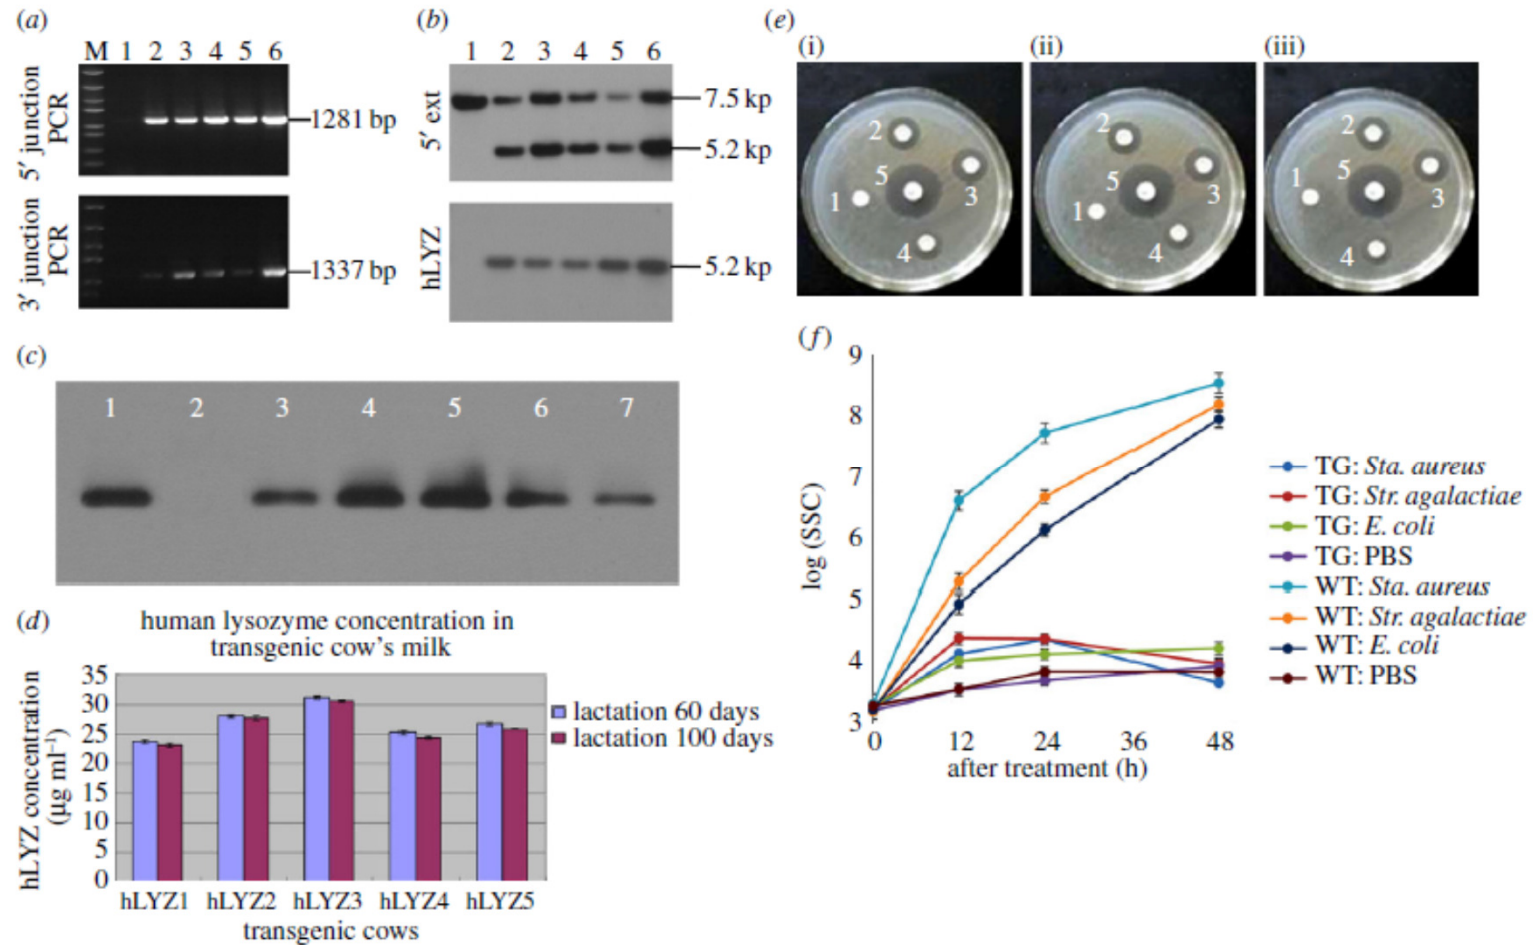 (a)
M 1 2 3 4 5 6
5′ junction
PCR
1281 bp
3′ junction
PCR
1337 bp
(b)
1 2 3 4 5 6
5′ ext
7.5 kp
5.2 kp
hLYZ
5.2 kp
(c)
1 2 3 4 5 6 7
(d)
human lysozyme concentration in
transgenic cow's milk
hLYZ concentration
(µg ml⁻¹)
35
30
25
20
15
10
5
0
hLYZ1 hLYZ2 hLYZ3 hLYZ4 hLYZ5
transgenic cows
lactation 60 days
lactation 100 days
(e)
(i)
2
5
3
1
4
(ii)
2
5
3
1
4
(iii)
2
5
1
3
4
(f)
log (SSC)
9
8
7
6
5
4
3
0 12 24 36 48
after treatment (h)
TG: Sta. aureus
TG: Str. agalactiae
TG: E. coli
TG: PBS
WT: Sta. aureus
WT: Str. agalactiae
WT: E. coli
WT: PBS